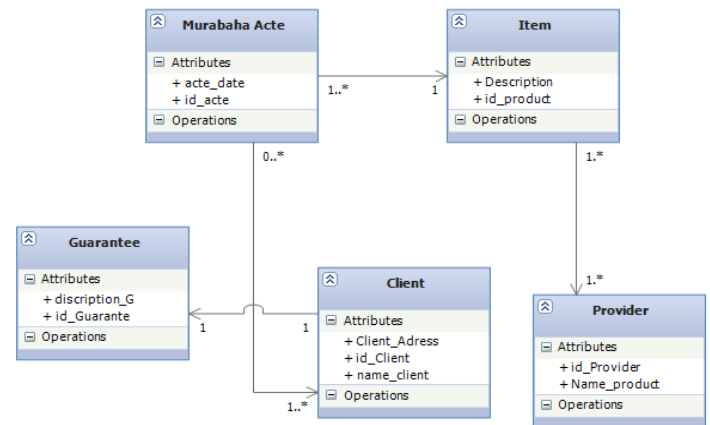 Murabaha Acte
Attributes
+ acte_date
+ id_acte
Operations
1..*
1
Item
Attributes
+ Description
+ id_product
Operations
0..*
1.*
Guarantee
Attributes
+ discription_G
+ id_Guarante
Operations
1
1
Client
Attributes
+ Client_Adress
+ id_Client
+ name_client
Operations
1..*
1.*
Provider
Attributes
+ id_Provider
+ Name_product
Operations